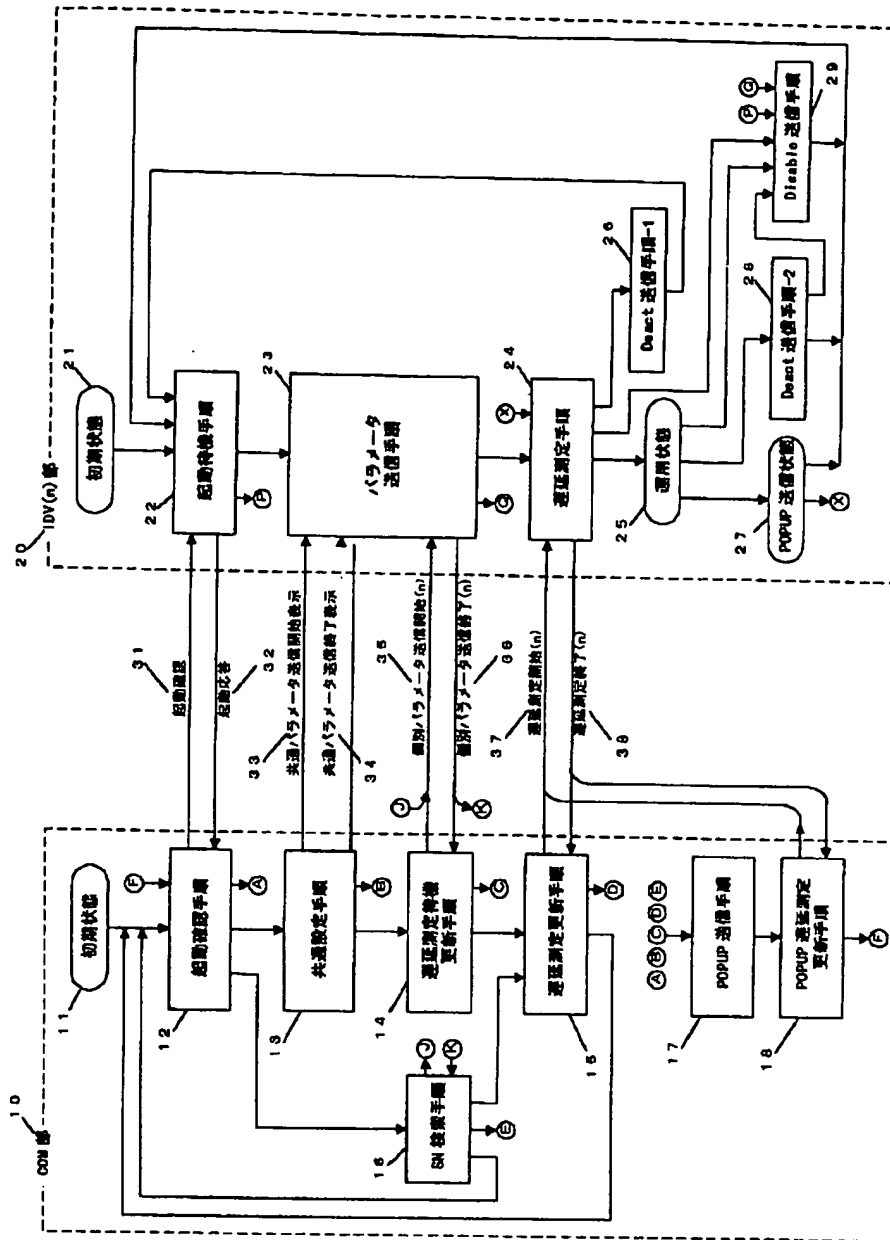 10
COM部
11
初期状態
F
12
起動確認手順
A
13
共通設定手順
B
14
遅延測定待機
更新手順
C
J
K
16
SN検索手順
J
K
E
15
遅延測定更新手順
D
A B C D E
17
POPUP 送信手順
18
POPUP 遅延測定
更新手順
F
31
起動確認
起動応答
32
33
共通パラメータ送信開始表示
共通パラメータ送信終了表示
34
35
個別パラメータ送信開始(n)
個別パラメータ送信終了(n)
36
37
遅延測定開始(n)
遅延測定終了(n)
38
20
IDV(n)部
21
初期状態
22
起動待機手順
P
23
パラメータ
送信手順
Q
24
X
遅延測定手順
25
運用状態
26
Deact 送信手順-1
27
POPUP 送信状態
X
28
Deact 送信手順-2
P Q
29
Disable 送信手順